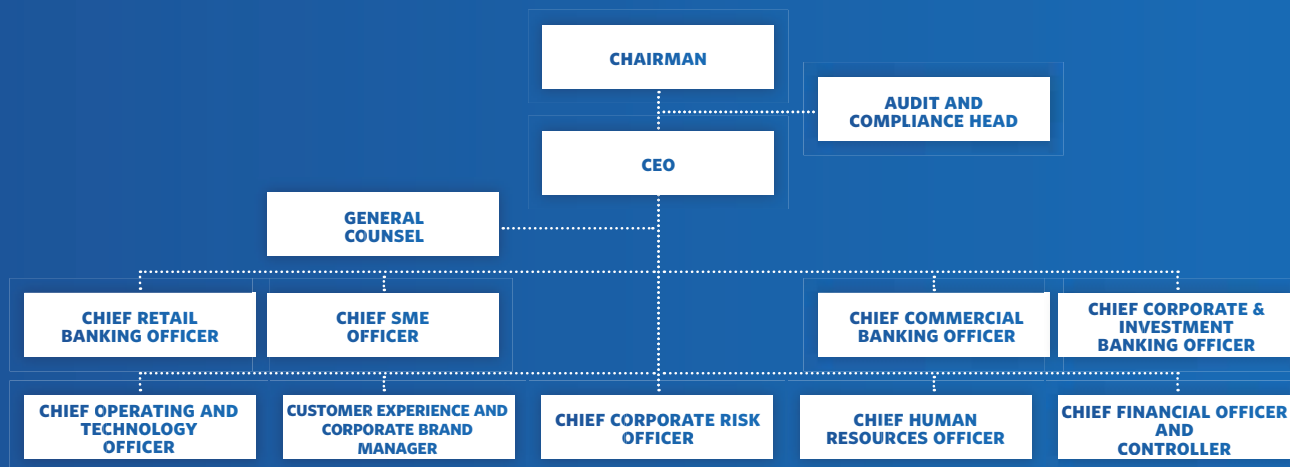 CHAIRMAN
AUDIT AND
COMPLIANCE HEAD
CEO
GENERAL
COUNSEL
CHIEF RETAIL
BANKING OFFICER
CHIEF SME
OFFICER
CHIEF COMMERCIAL
BANKING OFFICER
CHIEF CORPORATE &
INVESTMENT
BANKING OFFICER
CHIEF OPERATING AND
TECHNOLOGY
OFFICER
CUSTOMER EXPERIENCE AND
CORPORATE BRAND
MANAGER
CHIEF CORPORATE RISK
OFFICER
CHIEF HUMAN
RESOURCES OFFICER
CHIEF FINANCIAL OFFICER
AND
CONTROLLER